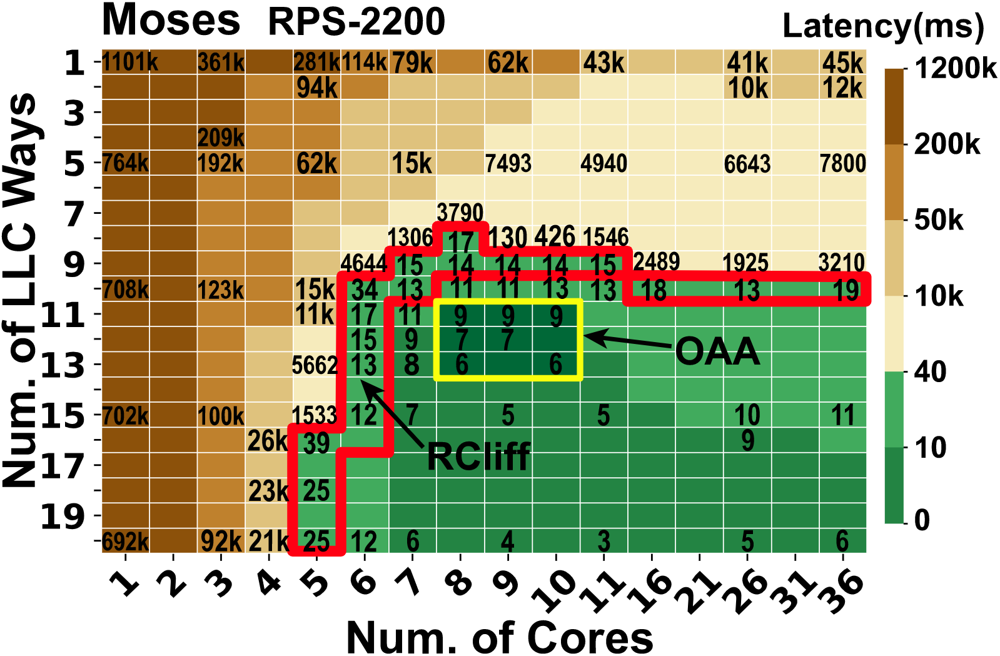 Moses RPS-2200
Latency(ms)
Num. of LLC Ways
1 1101k 361k 281k 114k 79k 62k 43k 41k 45k
94k 10k 12k
3
209k
5 764k 192k 62k 15k 7493 4940 6643 7800
7 3790
1306 17 130 426 1546
9 4644 15 14 14 14 15 2489 1925 3210
708k 123k 15k 34 13 11 11 13 13 18 13 19
11 11k 17 11 9 9 9
15 9 7 7
OAA
13 5662 13 8 6 6
15 702k 100k 1533 12 7 5 5 10 11
26k 39 9
RCliff
17
23k 25
19
692k 92k 21k 25 12 6 4 3 5 6
1 2 3 4 5 6 7 8 9 10 11 16 21 26 31 36
Num. of Cores
1200k
200k
50k
10k
40
10
0